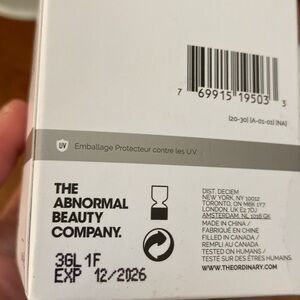 7 69915 19503 3
(20-30) (A-01-01) (NA)
UV Emballage Protecteur contre les U.V.
THE
ABNORMAL
BEAUTY
COMPANY.
3GL 1F
EXP 12/2026
DIST. DECIEM
NEW YORK, NY 10012
TORONTO, ON M6K 1Y7
LONDON, UK E2 7DJ
AMSTERDAM, NL 1016 GK
MADE IN CHINA /
FABRIQUÉ EN CHINE
FILLED IN CANADA /
REMPLI AU CANADA
TESTED ON HUMANS /
TESTÉ SUR DES ÊTRES HUMAINS.
WWW.THEORDINARY.COM